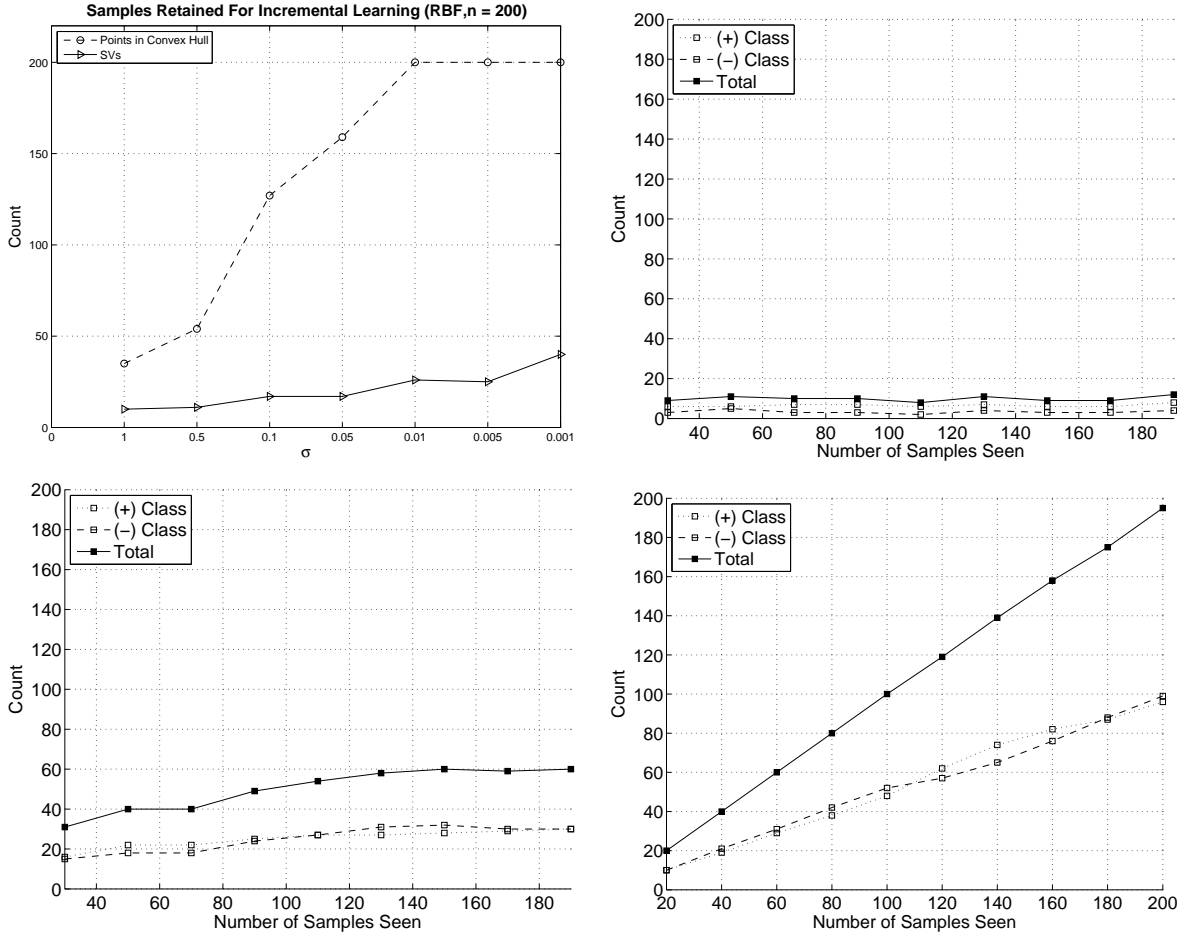 Samples Retained For Incremental Learning (RBF,n = 200)
Points in Convex Hull
SVs
200
150
100
50
0
Count
0 1 0.5 0.1 0.05 0.01 0.005 0.001
σ
(+) Class
(−) Class
Total
200
180
160
140
120
100
80
60
40
20
0
Count
40 60 80 100 120 140 160 180
Number of Samples Seen
(+) Class
(−) Class
Total
200
180
160
140
120
100
80
60
40
20
0
Count
40 60 80 100 120 140 160 180
Number of Samples Seen
(+) Class
(−) Class
Total
200
180
160
140
120
100
80
60
40
20
0
Count
20 40 60 80 100 120 140 160 180 200
Number of Samples Seen